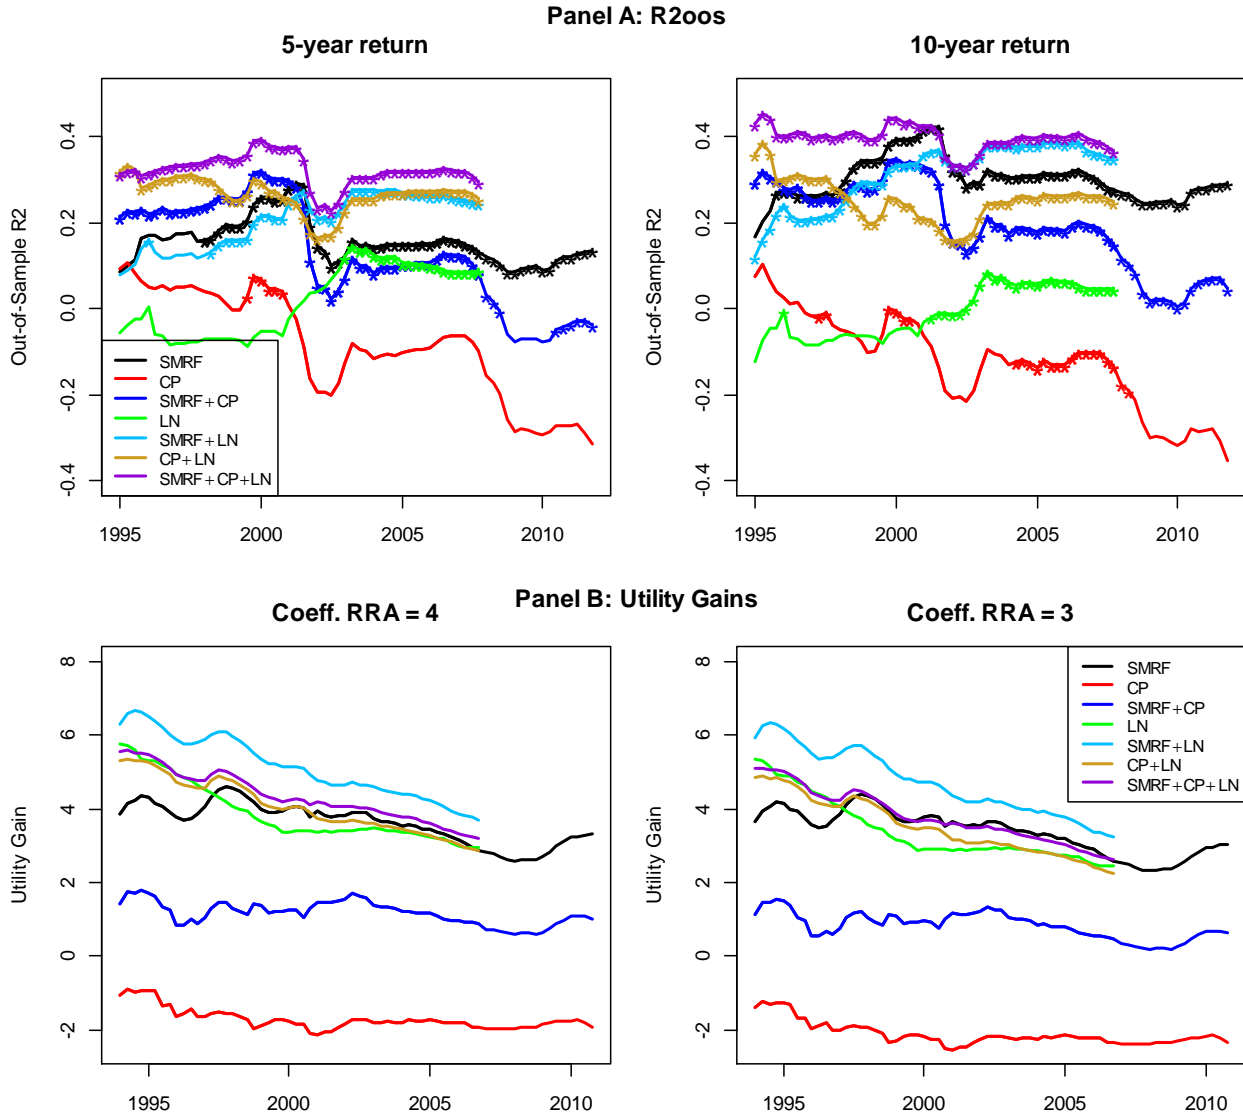 Panel A: R2oos
5-year return
10-year return
Out-of-Sample R2
0.4
0.2
0.0
-0.2
-0.4
SMRF
CP
SMRF+CP
LN
SMRF+LN
CP+LN
SMRF+CP+LN
1995
2000
2005
2010
Out-of-Sample R2
0.4
0.2
0.0
-0.2
-0.4
1995
2000
2005
2010
Panel B: Utility Gains
Coeff. RRA = 4
Coeff. RRA = 3
Utility Gain
8
6
4
2
0
-2
1995
2000
2005
2010
Utility Gain
8
6
4
2
0
-2
SMRF
CP
SMRF+CP
LN
SMRF+LN
CP+LN
SMRF+CP+LN
1995
2000
2005
2010